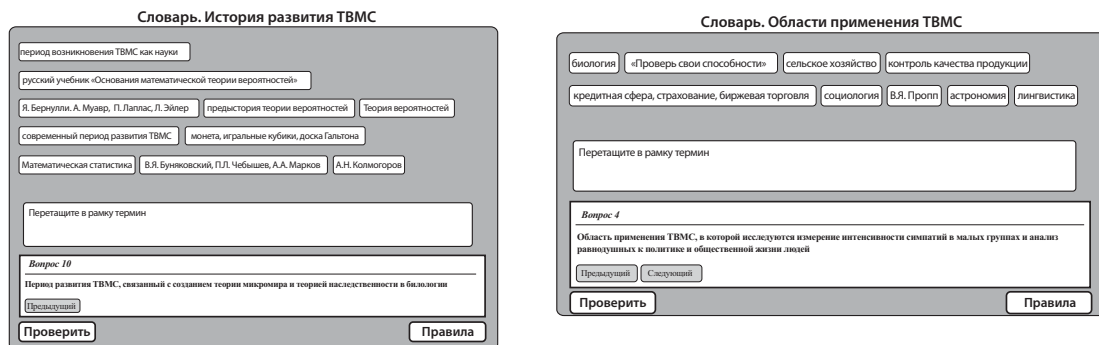 Словарь. История развития ТВМС
период возникновения ТВМС как науки
русский учебник «Основания математической теории вероятностей»
Я. Бернулли. А. Муавр, П. Лаплас, Л. Эйлер предыстория теории вероятностей Теория вероятностей
современный период развития ТВМС монета, игральные кубики, доска Гальтона
Математическая статистика В.Я. Буняковский, П.Л. Чебышев, А.А. Марков А.Н. Колмогоров
Перетащите в рамку термин
Вопрос 10
Период развития ТВМС, связанный с созданием теории микромира и теорией наследственности в билологии
Предыдущий
Проверить Правила
Словарь. Области применения ТВМС
биология «Проверь свои способности» сельское хозяйство контроль качества продукции
кредитная сфера, страхование, биржевая торговля социология В.Я. Пропп астрономия лингвистика
Перетащите в рамку термин
Вопрос 4
Область применения ТВМС, в которой исследуются измерение интенсивности симпатий в малых группах и анализ
равнодушных к политике и общественной жизни людей
Предыдущий Следующий
Проверить Правила